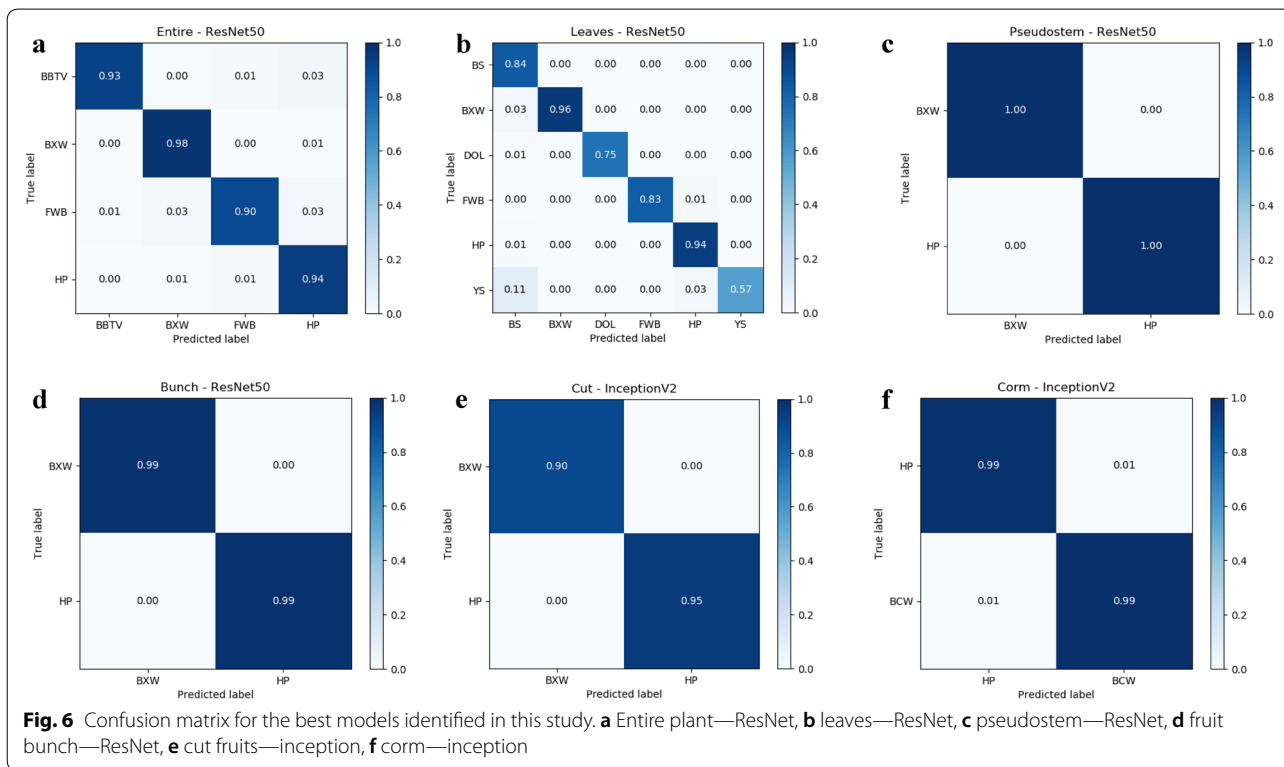 a
Entire - ResNet50
True label
BBTV 0.93 0.00 0.01 0.03
BXW 0.00 0.98 0.00 0.01
FWB 0.01 0.03 0.90 0.03
HP 0.00 0.01 0.01 0.94
BBTV BXW FWB HP
Predicted label
1.0
0.8
0.6
0.4
0.2
0.0
b
Leaves - ResNet50
True label
BS 0.84 0.00 0.00 0.00 0.00 0.00
BXW 0.03 0.96 0.00 0.00 0.00 0.00
DOL 0.01 0.00 0.75 0.00 0.00 0.00
FWB 0.00 0.00 0.00 0.83 0.01 0.00
HP 0.01 0.00 0.00 0.00 0.94 0.00
YS 0.11 0.00 0.00 0.00 0.03 0.57
BS BXW DOL FWB HP YS
Predicted label
1.0
0.8
0.6
0.4
0.2
0.0
c
Pseudostem - ResNet50
True label
BXW 1.00 0.00
HP 0.00 1.00
BXW HP
Predicted label
1.0
0.8
0.6
0.4
0.2
0.0
d
Bunch - ResNet50
True label
BXW 0.99 0.00
HP 0.00 0.99
BXW HP
Predicted label
1.0
0.8
0.6
0.4
0.2
0.0
e
Cut - InceptionV2
True label
BXW 0.90 0.00
HP 0.00 0.95
BXW HP
Predicted label
1.0
0.8
0.6
0.4
0.2
0.0
f
Corm - InceptionV2
True label
HP 0.99 0.01
BCW 0.01 0.99
HP BCW
Predicted label
1.0
0.8
0.6
0.4
0.2
0.0
Fig. 6 Confusion matrix for the best models identified in this study. a Entire plant—ResNet, b leaves—ResNet, c pseudostem—ResNet, d fruit
bunch—ResNet, e cut fruits—inception, f corm—inception